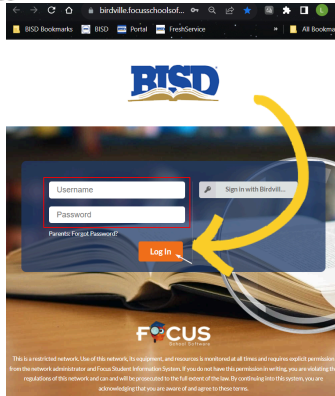 birdville.focusschoolsof...
BISD Bookmarks BISD Portal FreshService » All Bookma
BISD
Username
Sign in with Birdvill...
Password
Parents: Forgot Password?
Log In
FOCUS
School Software
This is a restricted network. Use of this network, its equipment, and resources is monitored at all times and requires explicit permission
from the network administrator and Focus Student Information System. If you do not have this permission in writing, you are violating the
regulations of this network and can and will be prosecuted to the full extent of the law. By continuing into this system, you are
acknowledging that you are aware of and agree to these terms.